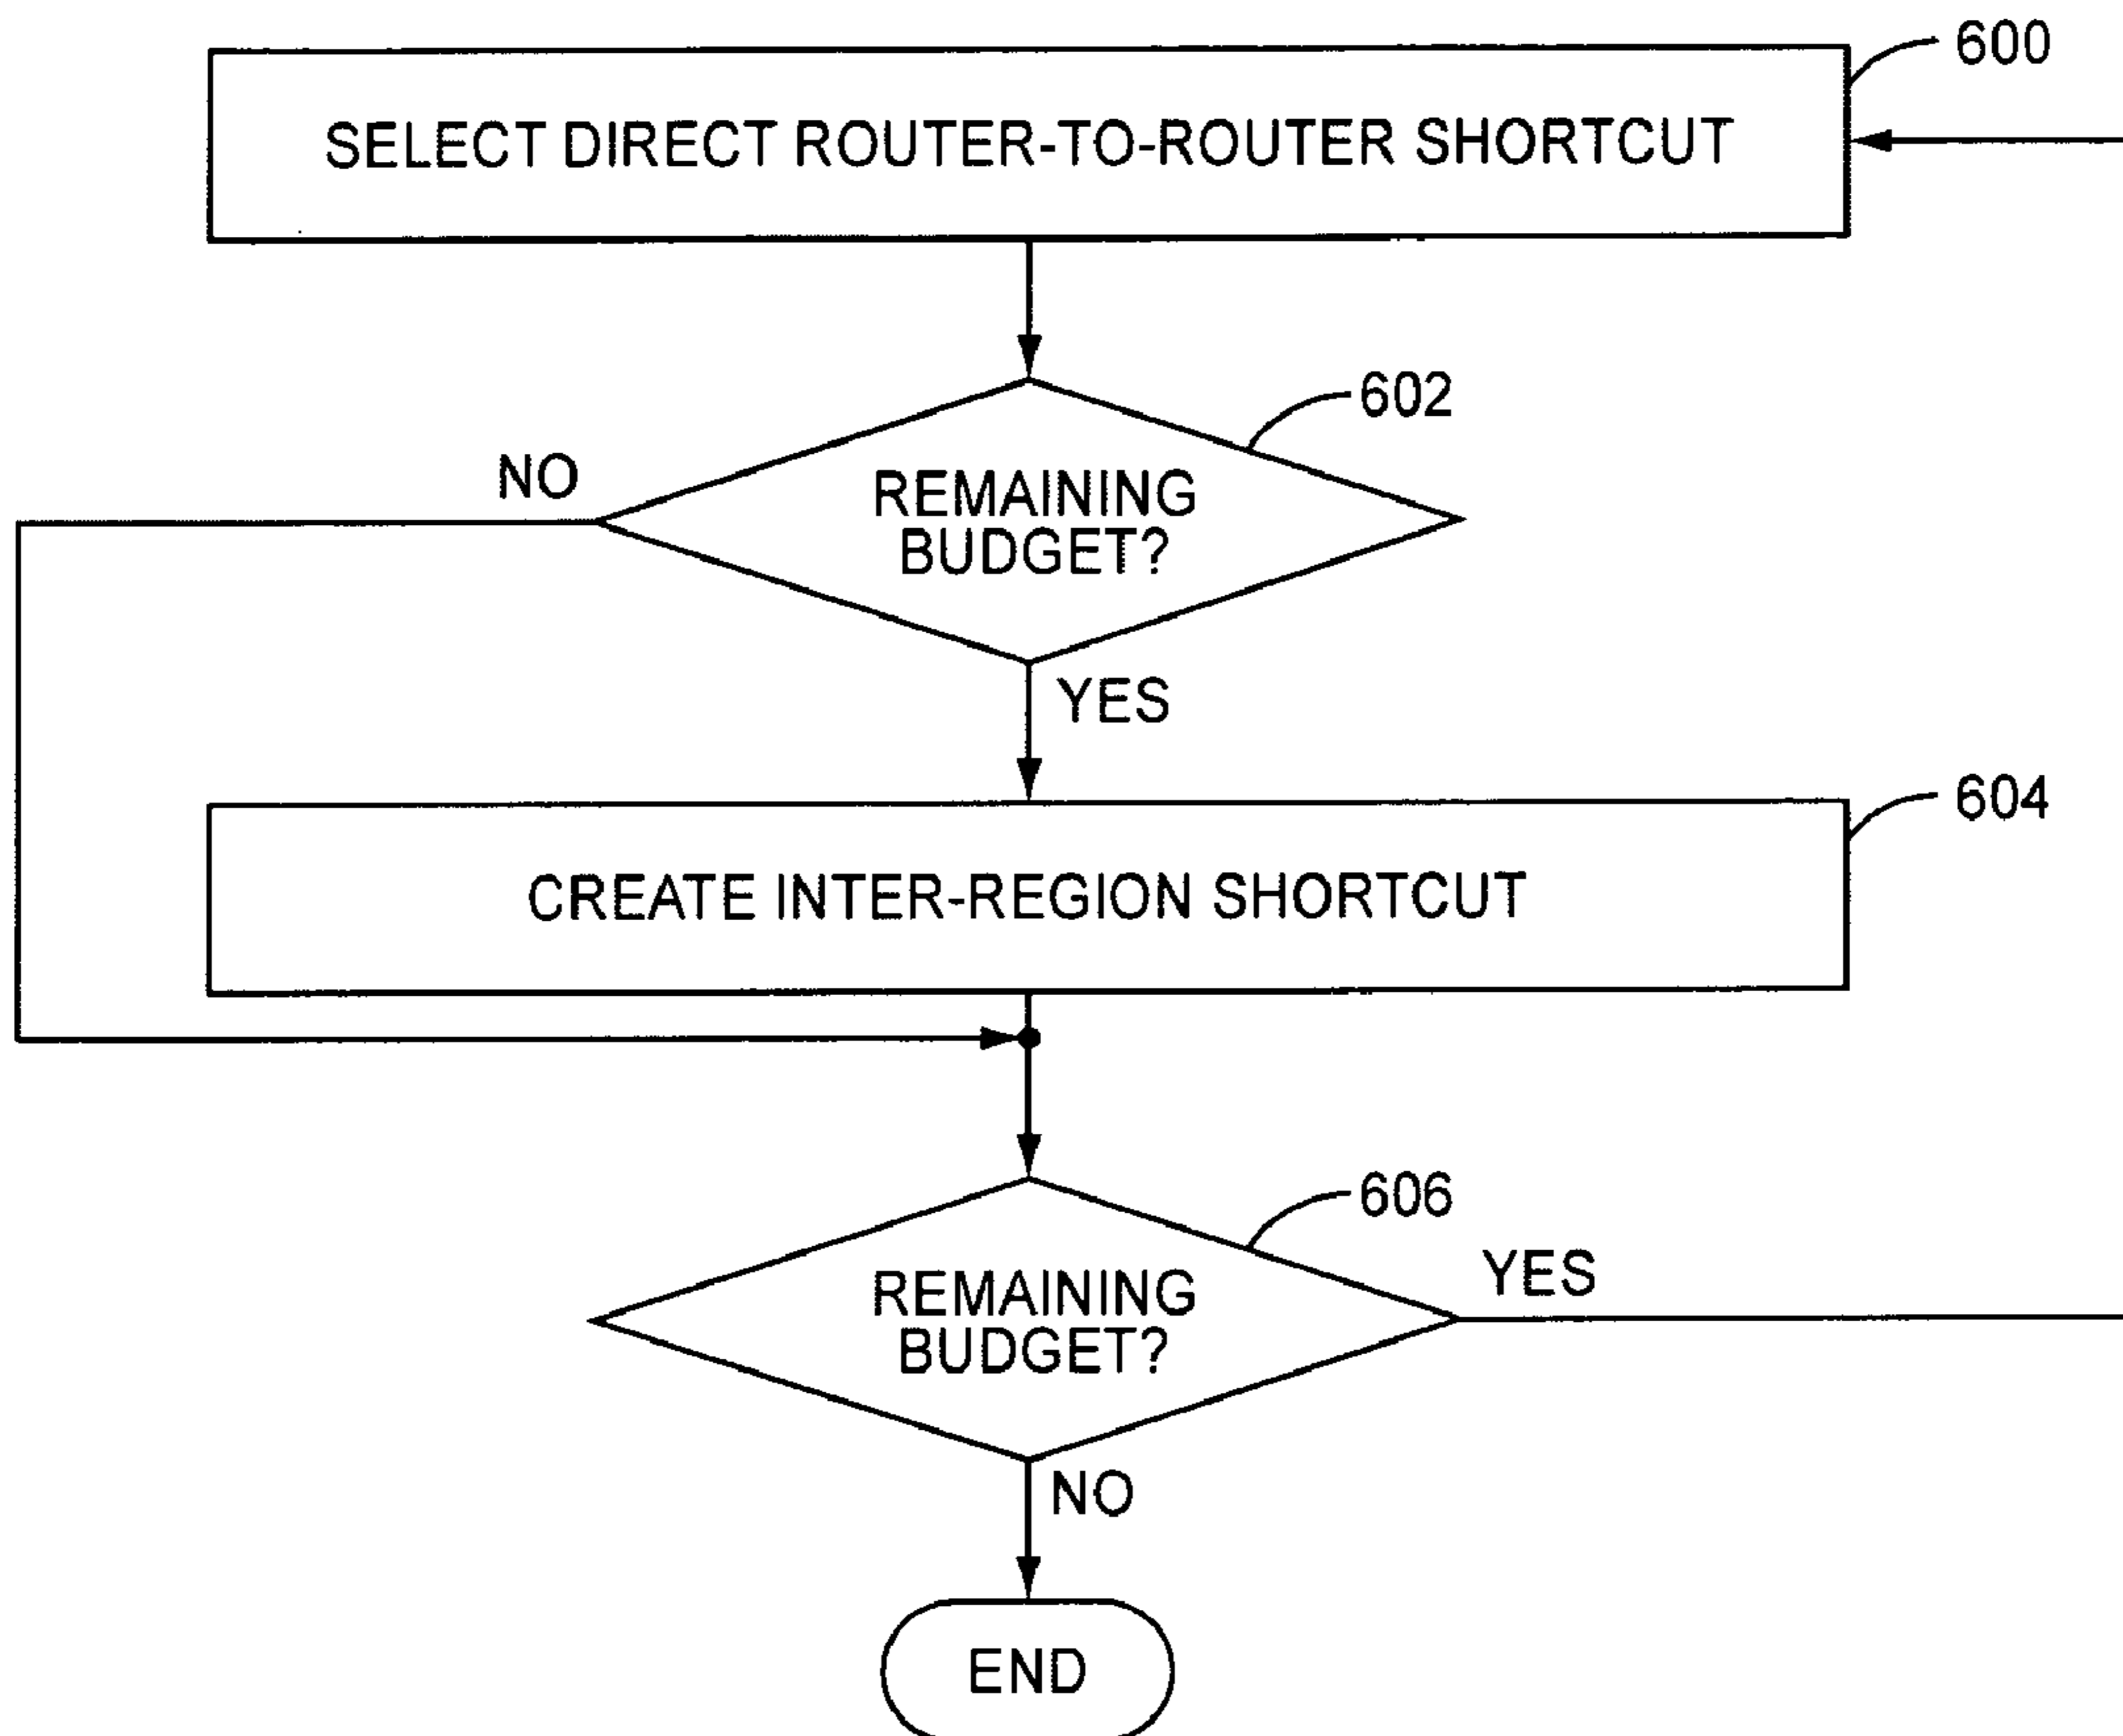 600
SELECT DIRECT ROUTER-TO-ROUTER SHORTCUT
602
NO
REMAINING
BUDGET?
YES
604
CREATE INTER-REGION SHORTCUT
606
REMAINING
BUDGET?
YES
NO
END